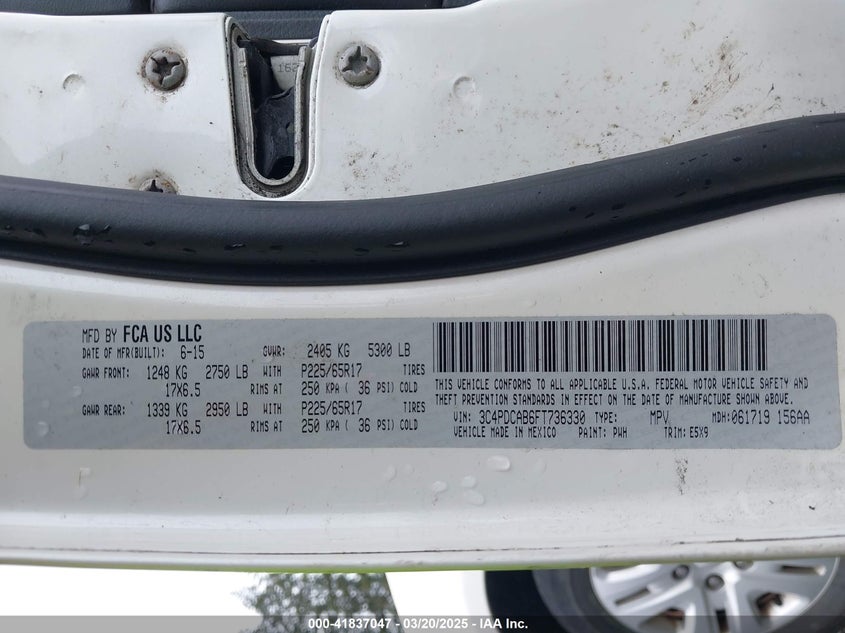 162
MFD BY FCA US LLC
DATE OF MFR(BUILT): 6-15 GVWR: 2405 KG 5300 LB
GAWR FRONT: 1248 KG 2750 LB WITH P225/65R17 TIRES
17X6.5 RIMS AT 250 KPA ( 36 PSI) COLD
GAWR REAR: 1339 KG 2950 LB WITH P225/65R17 TIRES
17X6.5 RIMS AT 250 KPA ( 36 PSI) COLD
THIS VEHICLE CONFORMS TO ALL APPLICABLE U.S.A. FEDERAL MOTOR VEHICLE SAFETY AND
THEFT PREVENTION STANDARDS IN EFFECT ON THE DATE OF MANUFACTURE SHOWN ABOVE.
VIN: 3C4PDCAB6FT736330 TYPE: MPV MDH: 061719 156AA
VEHICLE MADE IN MEXICO PAINT: PWH TRIM: E5X9
000-41837047 - 03/20/2025 - IAA Inc.